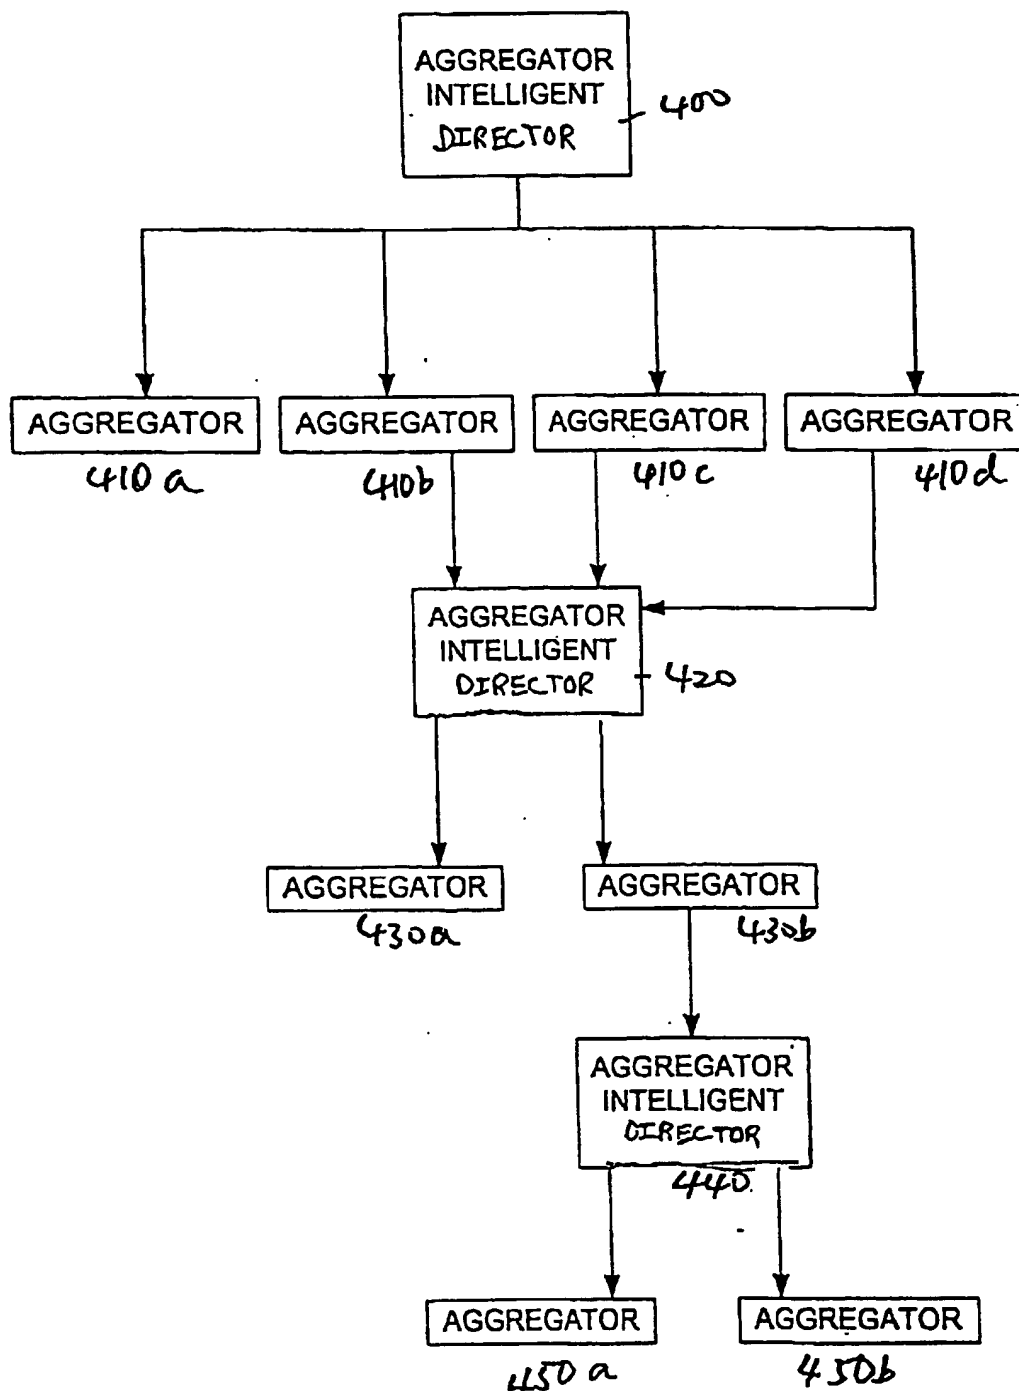 AGGREGATOR
INTELLIGENT
DIRECTOR
400
AGGREGATOR
AGGREGATOR
AGGREGATOR
AGGREGATOR
410a
410b
410c
410d
AGGREGATOR
INTELLIGENT
DIRECTOR
420
AGGREGATOR
AGGREGATOR
430a
430b
AGGREGATOR
INTELLIGENT
DIRECTOR
440
AGGREGATOR
AGGREGATOR
450a
450b